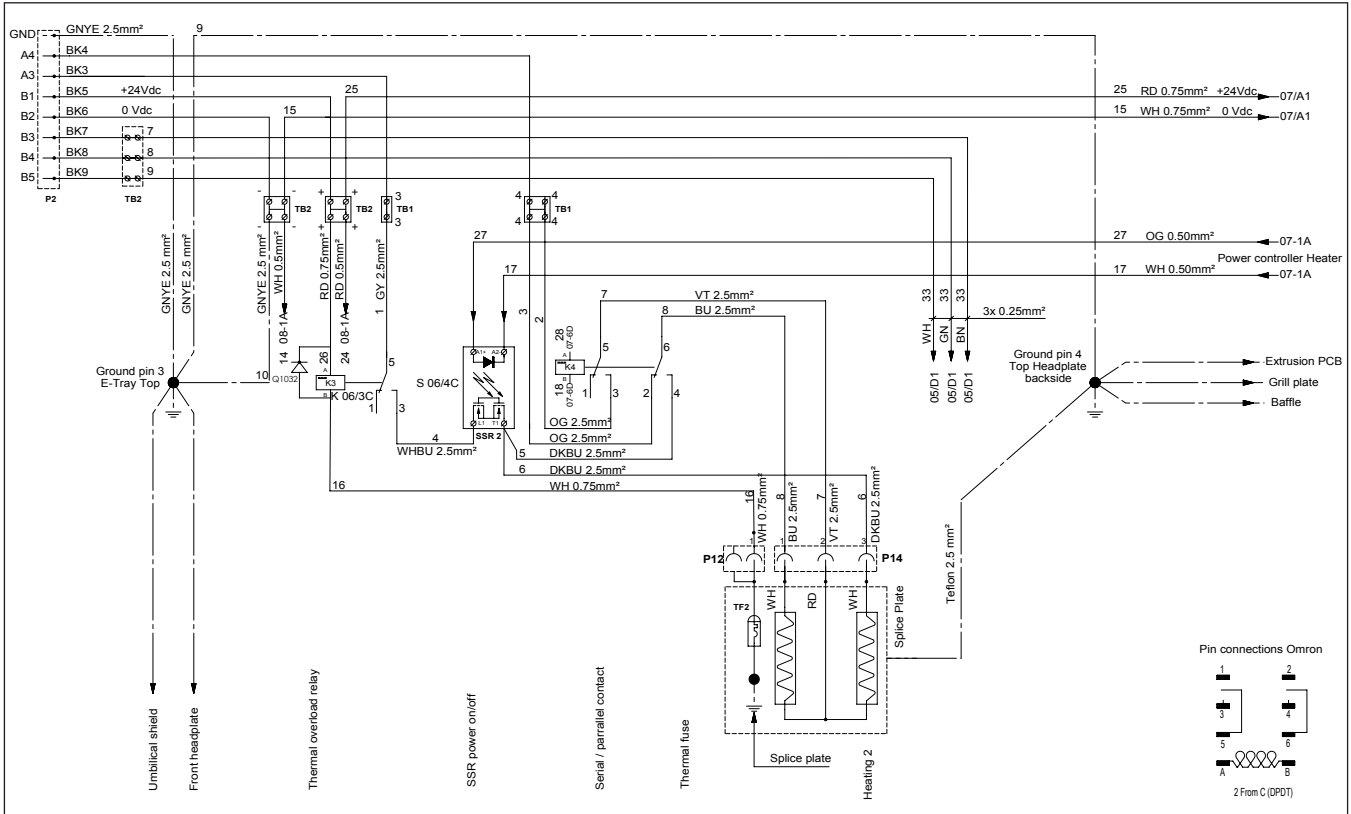 GND GNYE 2.5mm² 9
A4 BK4
A3 BK3
B1 BK5 +24Vdc 25 25 RD 0.75mm² +24Vdc 07/A1
B2 BK6 0 Vdc 15 15 WH 0.75mm² 0 Vdc 07/A1
B3 BK7 7
B4 BK8 8
B5 BK9 9
P2 TB2
- - + + 3 4 4
TB2 TB2 TB1 TB1
- - + + 3 4 4
27 27 OG 0.50mm² 07-1A
Power controller Heater
17 17 WH 0.50mm² 07-1A
GNYE 2.5 mm²
GNYE 2.5 mm²
GNYE 2.5 mm²
WH 0.5mm²
RD 0.75mm²
RD 0.5mm²
GY 2.5mm²
14 08-1A
26
24 08-1A
1
3
2
7 VT 2.5mm²
8 BU 2.5mm²
33 33 33
3x 0.25mm²
WH GN BN
05/D1 05/D1 05/D1
Ground pin 3
E-Tray Top
10
Q1032
A
K3
B
K 06/3C
5
1 3
A1+ A2-
S 06/4C
L1 T1
SSR 2
28
07-6D
A
K4
B
18
07-6D
5
1 3
6
2 4
Ground pin 4
Top Headplate
backside
Extrusion PCB
Grill plate
Baffle
OG 2.5mm²
OG 2.5mm²
4
WHBU 2.5mm²
5 DKBU 2.5mm²
6 DKBU 2.5mm²
16 WH 0.75mm²
16 WH 0.75mm²
8 BU 2.5mm²
7 VT 2.5mm²
6 DKBU 2.5mm²
P12 1 1 2 3 P14
TF2
WH
RD
WH
Splice Plate
Teflon 2.5 mm²
Splice plate
Umbilical shield
Front headplate
Thermal overload relay
SSR power on/off
Serial / parrallel contact
Thermal fuse
Heating 2
Pin connections Omron
1 2
3 4
5 6
A B
2 From C (DPDT)